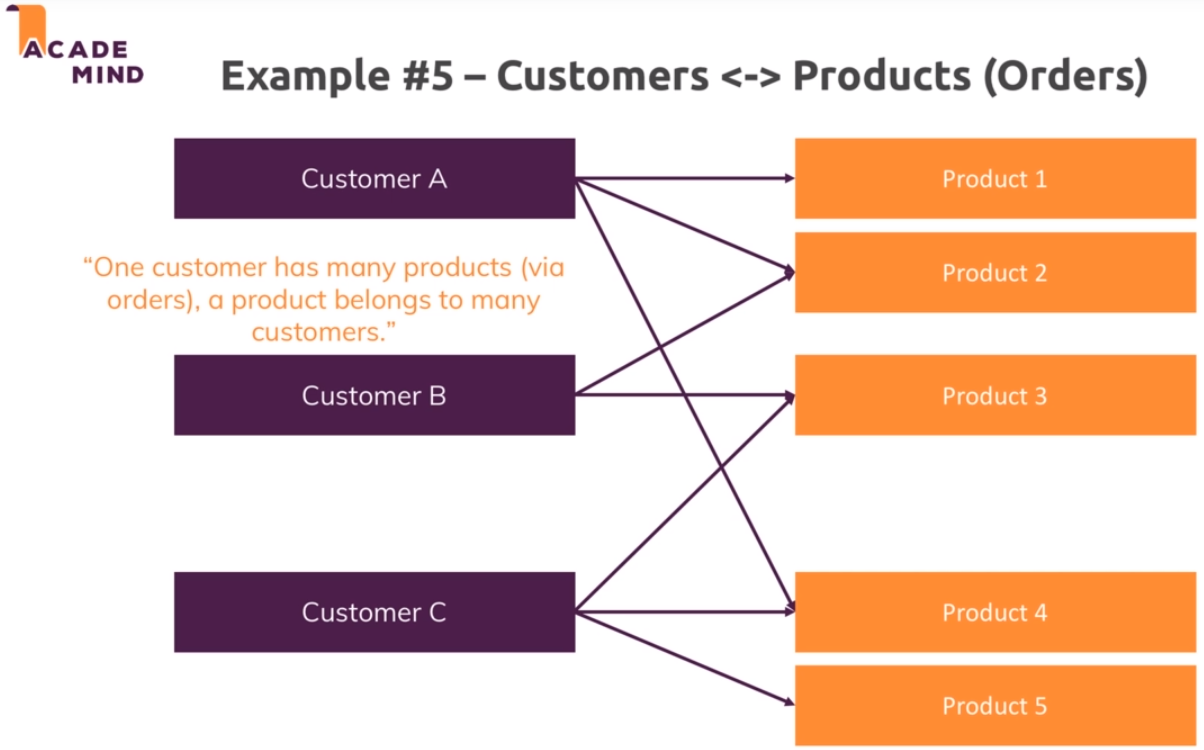 ACADE
MIND
Example #5 – Customers <-> Products (Orders)
Customer A
Product 1
“One customer has many products (via
orders), a product belongs to many
customers.”
Product 2
Customer B
Product 3
Customer C
Product 4
Product 5